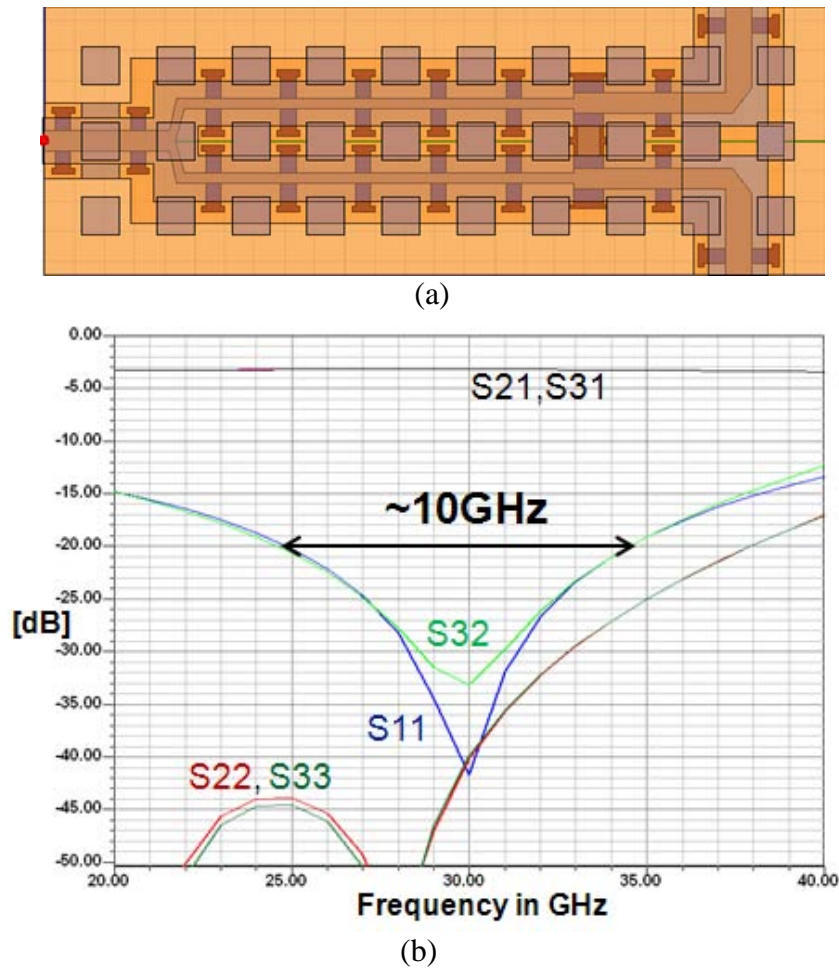 (a)
0.00
-5.00
S21,S31
-10.00
-15.00
~10GHz
-20.00
-25.00
[dB]
S32
-30.00
-35.00
S11
-40.00
S22, S33
-45.00
-50.00
20.00 25.00 30.00 35.00 40.00
Frequency in GHz
(b)